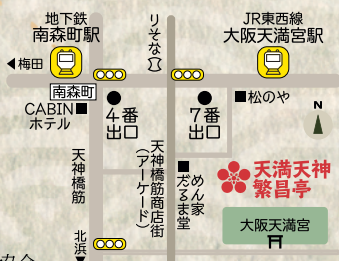 地下鉄
南森町駅
りそな
JR東西線
大阪天満宮駅
梅田
南森町
CABIN
ホテル
4番
出口
7番
出口
松のや
N
天神橋筋
天神橋筋商店街
（アーケード）
めん家
だるま堂
天満天神
繁昌亭
大阪天満宮
北浜